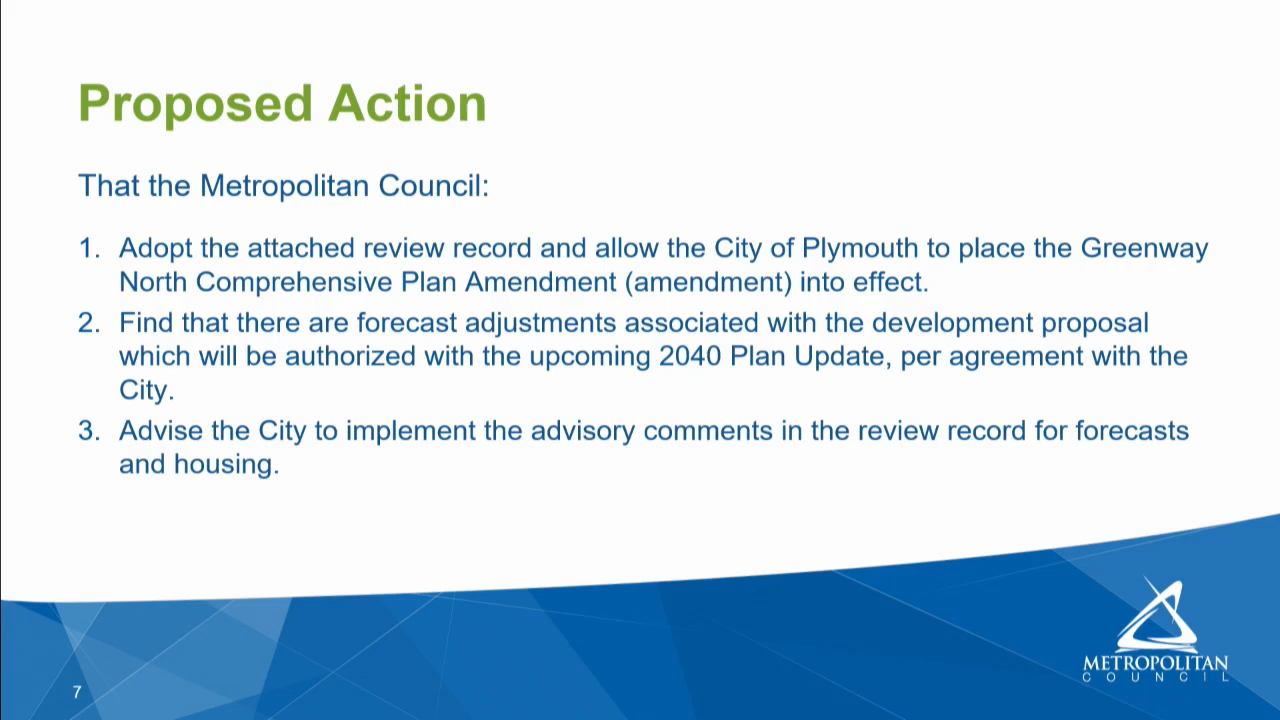 Proposed Action
That the Metropolitan Council:
1. Adopt the attached review record and allow the City of Plymouth to place the Greenway
North Comprehensive Plan Amendment (amendment) into effect.
2. Find that there are forecast adjustments associated with the development proposal
which will be authorized with the upcoming 2040 Plan Update, per agreement with the
City.
3. Advise the City to implement the advisory comments in the review record for forecasts
and housing.
METROPOLITAN
COUNCIL
7